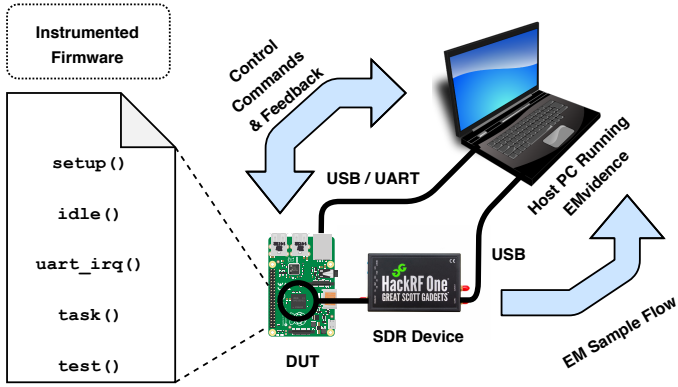 Instrumented
Firmware
setup()
idle()
uart_irq()
task()
test()
Control
Commands
& Feedback
USB / UART
Host PC Running
EMvidence
USB
HackRF One
GREAT SCOTT GADGETS
SDR Device
DUT
EM Sample Flow